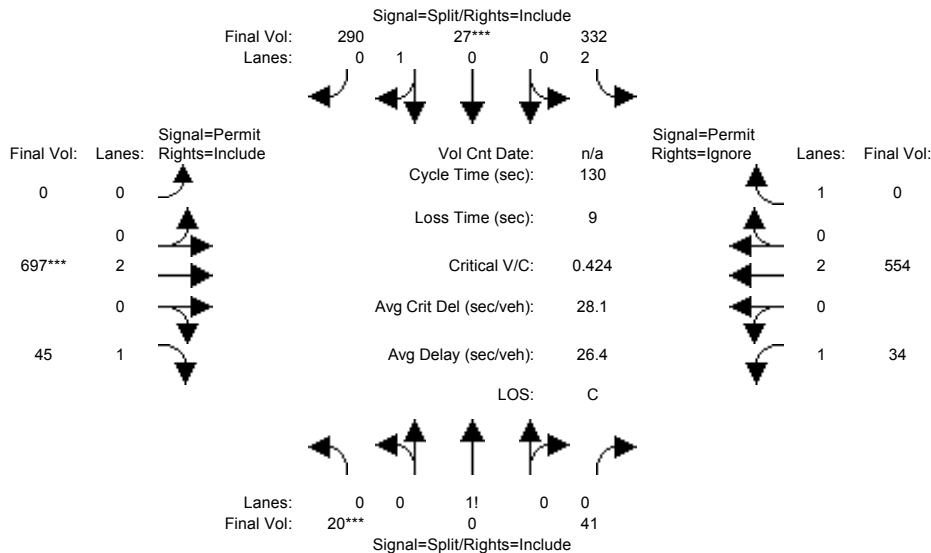 Signal=Split/Rights=Include
Final Vol: 290 27*** 332
Lanes: 0 1 0 0 2
Signal=Permit Signal=Permit
Final Vol: Lanes: Rights=Include Vol Cnt Date: n/a Rights=Ignore Lanes: Final Vol:
Cycle Time (sec): 130
0 0 1 0
Loss Time (sec): 9
0 0
697*** 2 Critical V/C: 0.424 2 554
0 Avg Crit Del (sec/veh): 28.1 0
45 1 Avg Delay (sec/veh): 26.4 1 34
LOS: C
Lanes: 0 0 1! 0 0
Final Vol: 20*** 0 41
Signal=Split/Rights=Include